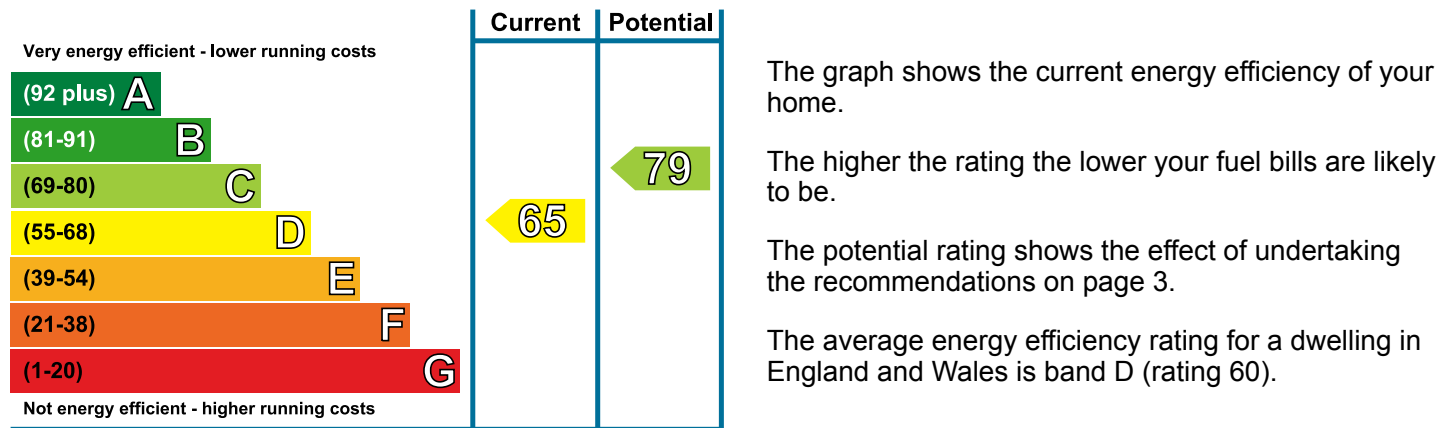 Current Potential
Very energy efficient - lower running costs
(92 plus) A
(81-91) B
(69-80) C
(55-68) D
(39-54) E
(21-38) F
(1-20) G
Not energy efficient - higher running costs
65
79
The graph shows the current energy efficiency of your
home.
The higher the rating the lower your fuel bills are likely
to be.
The potential rating shows the effect of undertaking
the recommendations on page 3.
The average energy efficiency rating for a dwelling in
England and Wales is band D (rating 60).